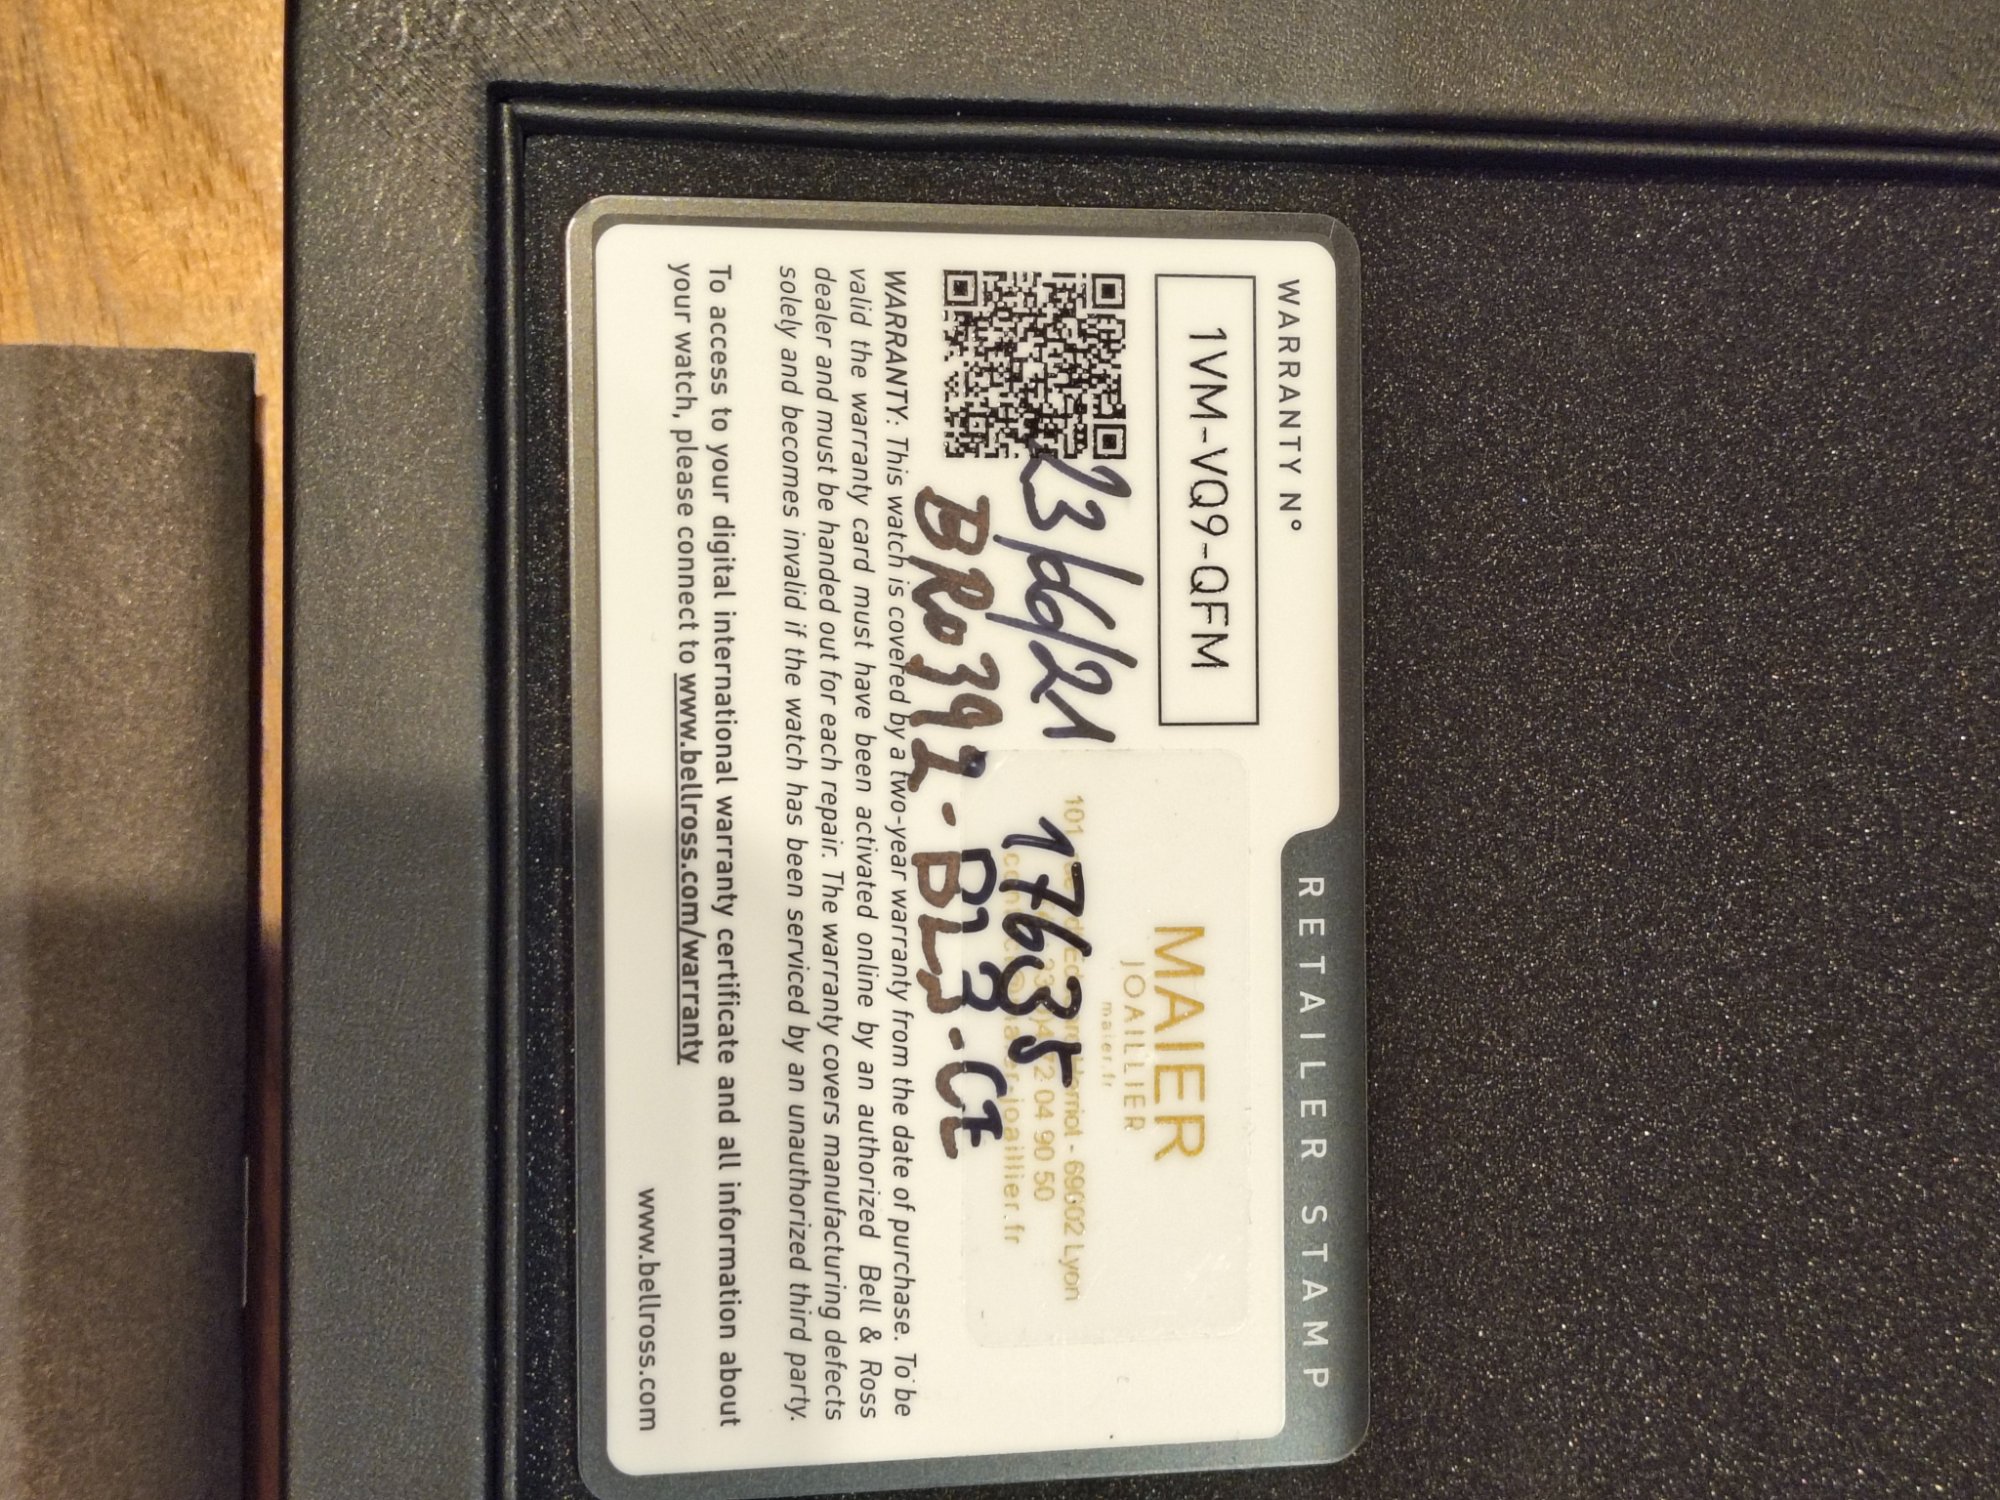 WARRANTY N°
RETAILER STAMP
1VM-VQ9-QFM
MAIER
JOAILLIER
maier.fr
23/06/21
17635
101 Herriot - 69002 Lyon
72 04 90 50
joaillier.fr
BR0392-BL3-CE
WARRANTY: This watch is covered by a two-year warranty from the date of purchase. To be
valid the warranty card must have been activated online by an authorized Bell & Ross
dealer and must be handed out for each repair. The warranty covers manufacturing defects
solely and becomes invalid if the watch has been serviced by an unauthorized third party.
To access to your digital international warranty certificate and all information about
your watch, please connect to www.bellross.com/warranty
www.bellross.com